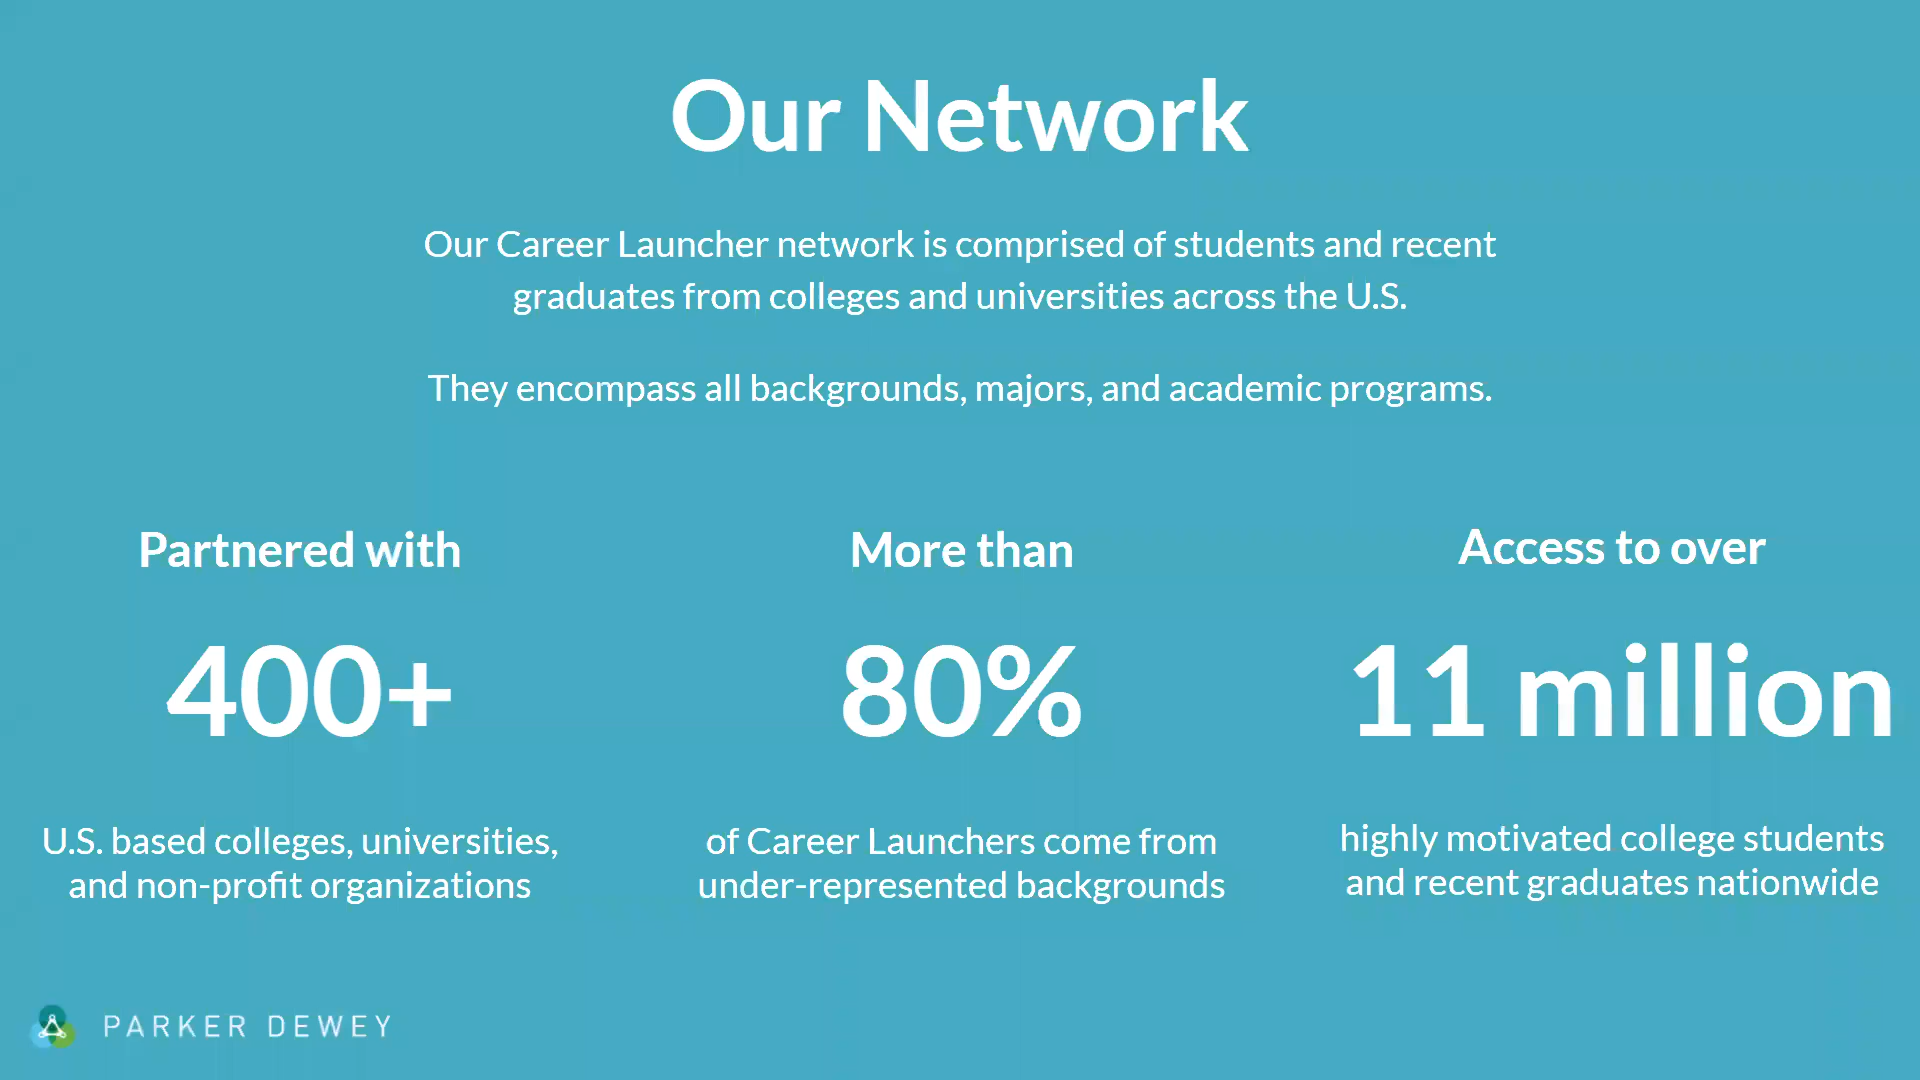 Our Network
Our Career Launcher network is comprised of students and recent
graduates from colleges and universities across the U.S.
They encompass all backgrounds, majors, and academic programs.
Partnered with
400+
U.S. based colleges, universities,
and non-profit organizations
More than
80%
of Career Launchers come from
under-represented backgrounds
Access to over
11 million
highly motivated college students
and recent graduates nationwide
PARKER DEWEY